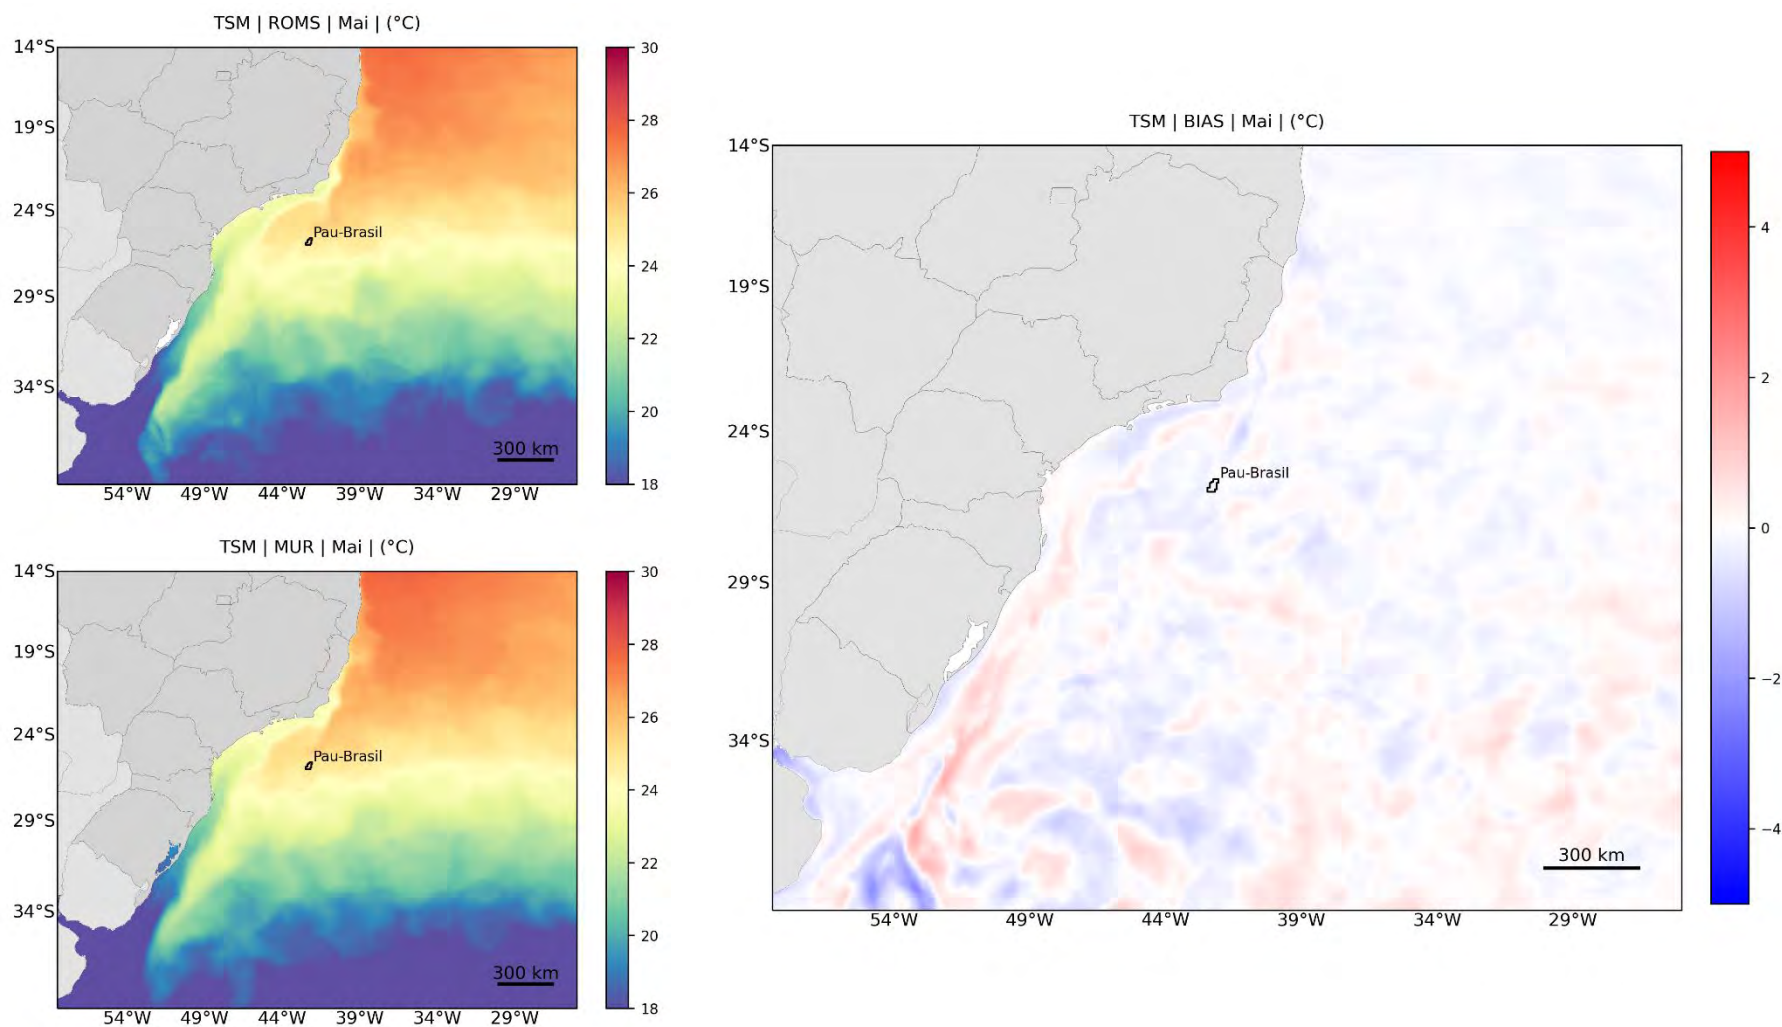 TSM | ROMS | Mai | (°C)
14°S
19°S
24°S
29°S
34°S
Pau-Brasil
300 km
54°W 49°W 44°W 39°W 34°W 29°W
30
28
26
24
22
20
18
TSM | MUR | Mai | (°C)
14°S
19°S
24°S
29°S
34°S
Pau-Brasil
300 km
54°W 49°W 44°W 39°W 34°W 29°W
30
28
26
24
22
20
18
TSM | BIAS | Mai | (°C)
14°S
19°S
24°S
29°S
34°S
Pau-Brasil
300 km
54°W 49°W 44°W 39°W 34°W 29°W
4
2
0
−2
−4